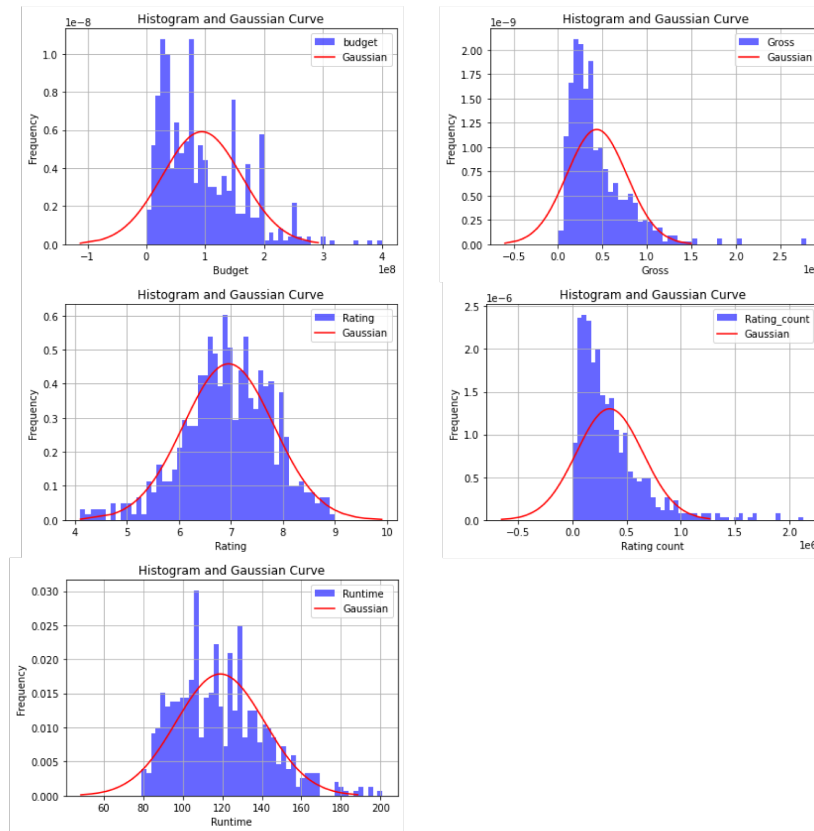 Histogram and Gaussian Curve
1e−8
budget
Gaussian
Frequency
1.0
0.8
0.6
0.4
0.2
0.0
−1 0 1 2 3 4
Budget
1e8
Histogram and Gaussian Curve
1e−9
Gross
Gaussian
Frequency
2.00
1.75
1.50
1.25
1.00
0.75
0.50
0.25
0.00
−0.5 0.0 0.5 1.0 1.5 2.0 2.5
Gross
Histogram and Gaussian Curve
Rating
Gaussian
Frequency
0.6
0.5
0.4
0.3
0.2
0.1
0.0
4 5 6 7 8 9 10
Rating
Histogram and Gaussian Curve
1e−6
Rating_count
Gaussian
Frequency
2.5
2.0
1.5
1.0
0.5
0.0
−0.5 0.0 0.5 1.0 1.5 2.0
Rating count
Histogram and Gaussian Curve
Runtime
Gaussian
Frequency
0.030
0.025
0.020
0.015
0.010
0.005
0.000
60 80 100 120 140 160 180 200
Runtime